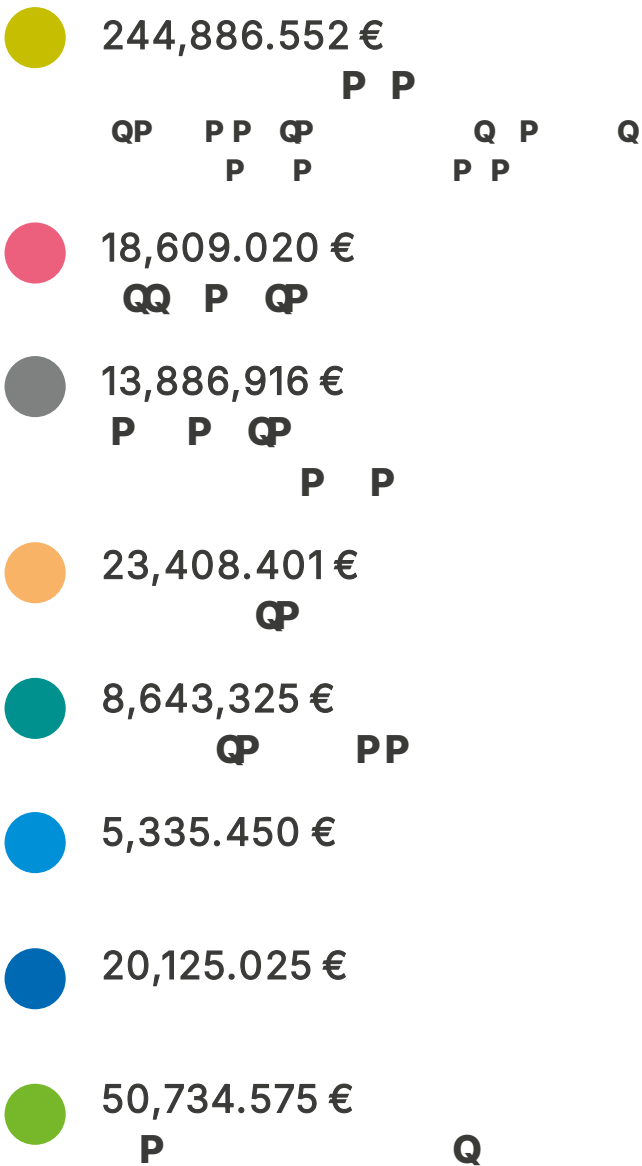 244,886.552 €
P P
QP P P QP Q P Q
P P P P
18,609.020 €
QQ P QP
13,886,916 €
P P QP
P P
23,408.401 €
QP
8,643,325 €
QP P P
5,335.450 €
20,125.025 €
50,734.575 €
P Q